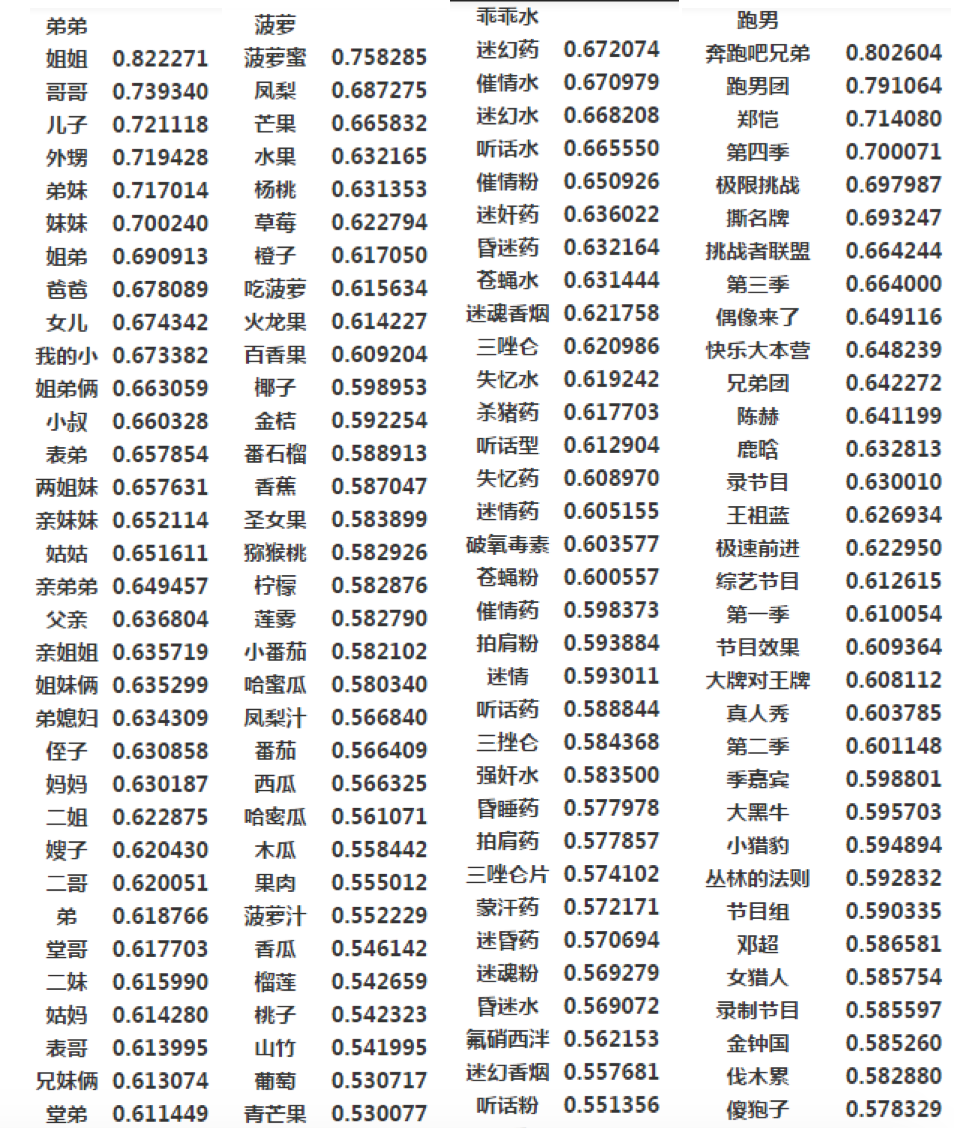 弟弟
姐姐 0.822271
哥哥 0.739340
儿子 0.721118
外甥 0.719428
弟妹 0.717014
妹妹 0.700240
姐弟 0.690913
爸爸 0.678089
女儿 0.674342
我的小 0.673382
姐弟俩 0.663059
小叔 0.660328
表弟 0.657854
两姐妹 0.657631
亲妹妹 0.652114
姑姑 0.651611
亲弟弟 0.649457
父亲 0.636804
亲姐姐 0.635719
姐妹俩 0.635299
弟媳妇 0.634309
侄子 0.630858
妈妈 0.630187
二姐 0.622875
嫂子 0.620430
二哥 0.620051
弟 0.618766
堂哥 0.617703
二妹 0.615990
姑妈 0.614280
表哥 0.613995
兄妹俩 0.613074
堂弟 0.611449
菠萝
菠萝蜜 0.758285
凤梨 0.687275
芒果 0.665832
水果 0.632165
杨桃 0.631353
草莓 0.622794
橙子 0.617050
吃菠萝 0.615634
火龙果 0.614227
百香果 0.609204
椰子 0.598953
金桔 0.592254
番石榴 0.588913
香蕉 0.587047
圣女果 0.583899
猕猴桃 0.582926
柠檬 0.582876
莲雾 0.582790
小番茄 0.582102
哈蜜瓜 0.580340
凤梨汁 0.566840
番茄 0.566409
西瓜 0.566325
哈密瓜 0.561071
木瓜 0.558442
果肉 0.555012
菠萝汁 0.552229
香瓜 0.546142
榴莲 0.542659
桃子 0.542323
山竹 0.541995
葡萄 0.530717
青芒果 0.530077
乖乖水
迷幻药 0.672074
催情水 0.670979
迷幻水 0.668208
听话水 0.665550
催情粉 0.650926
迷奸药 0.636022
昏迷药 0.632164
苍蝇水 0.631444
迷魂香烟 0.621758
三唑仑 0.620986
失忆水 0.619242
杀猪药 0.617703
听话型 0.612904
失忆药 0.608970
迷情药 0.605155
破氧毒素 0.603577
苍蝇粉 0.600557
催情药 0.598373
拍肩粉 0.593884
迷情 0.593011
听话药 0.588844
三挫仑 0.584368
强奸水 0.583500
昏睡药 0.577978
拍肩药 0.577857
三唑仑片 0.574102
蒙汗药 0.572171
迷昏药 0.570694
迷魂粉 0.569279
昏迷水 0.569072
氟硝西泮 0.562153
迷幻香烟 0.557681
听话粉 0.551356
跑男
奔跑吧兄弟 0.802604
跑男团 0.791064
郑恺 0.714080
第四季 0.700071
极限挑战 0.697987
撕名牌 0.693247
挑战者联盟 0.664244
第三季 0.664000
偶像来了 0.649116
快乐大本营 0.648239
兄弟团 0.642272
陈赫 0.641199
鹿晗 0.632813
录节目 0.630010
王祖蓝 0.626934
极速前进 0.622950
综艺节目 0.612615
第一季 0.610054
节目效果 0.609364
大牌对王牌 0.608112
真人秀 0.603785
第二季 0.601148
季嘉宾 0.598801
大黑牛 0.595703
小猎豹 0.594894
丛林的法则 0.592832
节目组 0.590335
邓超 0.586581
女猎人 0.585754
录制节目 0.585597
金钟国 0.585260
伐木累 0.582880
傻狍子 0.578329